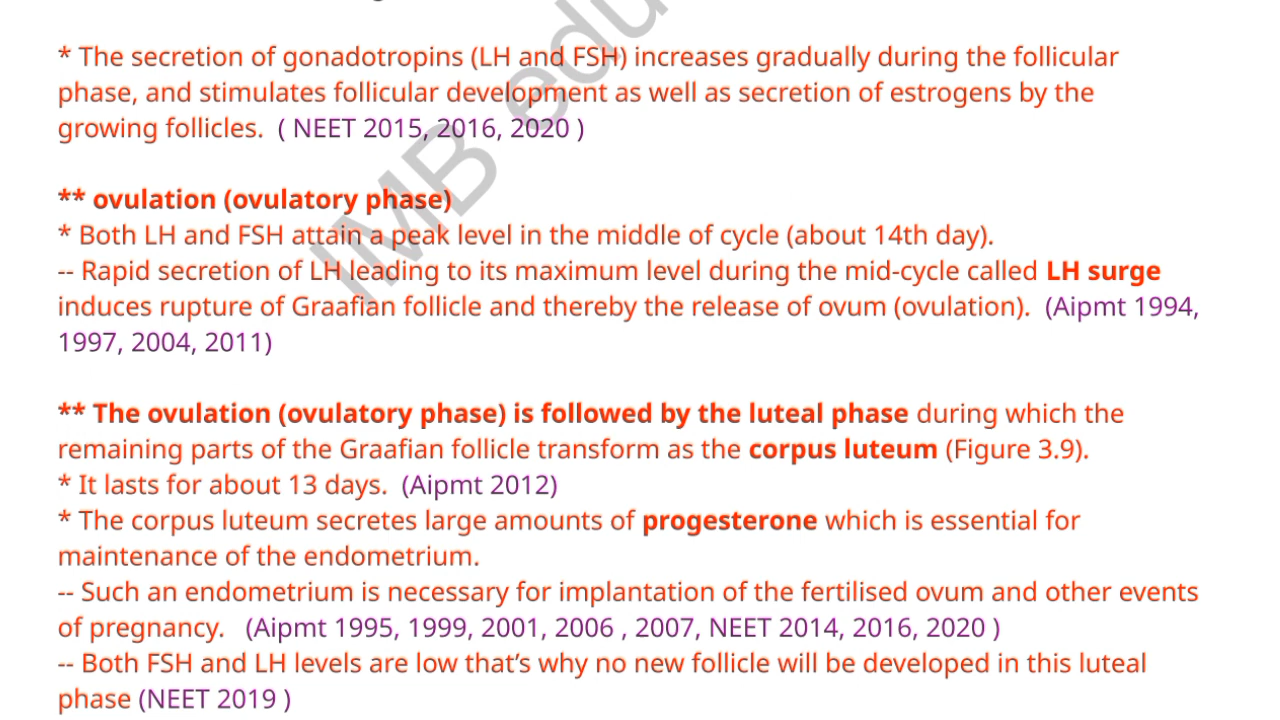 * The secretion of gonadotropins (LH and FSH) increases gradually during the follicular
phase, and stimulates follicular development as well as secretion of estrogens by the
growing follicles.  ( NEET 2015, 2016, 2020 )
** ovulation (ovulatory phase)
* Both LH and FSH attain a peak level in the middle of cycle (about 14th day).
-- Rapid secretion of LH leading to its maximum level during the mid-cycle called LH surge
induces rupture of Graafian follicle and thereby the release of ovum (ovulation).  (Aipmt 1994,
1997, 2004, 2011)
** The ovulation (ovulatory phase) is followed by the luteal phase during which the
remaining parts of the Graafian follicle transform as the corpus luteum (Figure 3.9).
* It lasts for about 13 days.  (Aipmt 2012)
* The corpus luteum secretes large amounts of progesterone which is essential for
maintenance of the endometrium.
-- Such an endometrium is necessary for implantation of the fertilised ovum and other events
of pregnancy.   (Aipmt 1995, 1999, 2001, 2006 , 2007, NEET 2014, 2016, 2020 )
-- Both FSH and LH levels are low that’s why no new follicle will be developed in this luteal
phase (NEET 2019 )
IMB edu